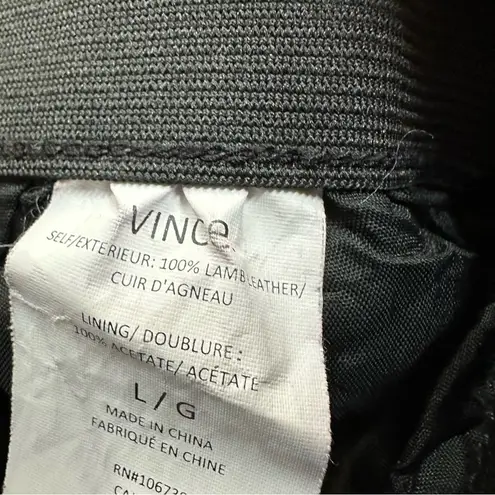 VINCE
SELF/EXTERIEUR: 100% LAMB LEATHER/
CUIR D'AGNEAU
LINING/ DOUBLURE :
100% ACETATE/ ACÉTATE
L / G
MADE IN CHINA
FABRIQUÉ EN CHINE